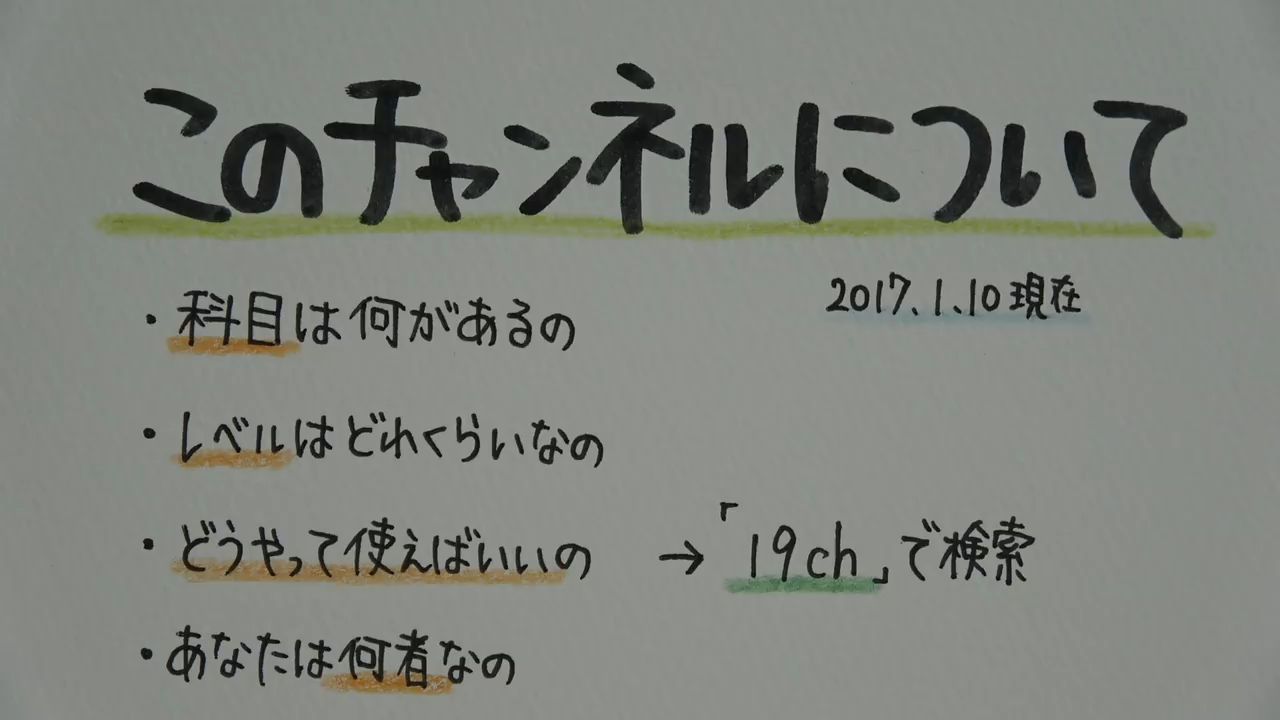 このチャンネルについて
2017.1.10 現在
・科目は何があるの
・レベルはどれくらいなの
・どうやって使えばいいの → 「19ch」で検索
・あなたは何者なの